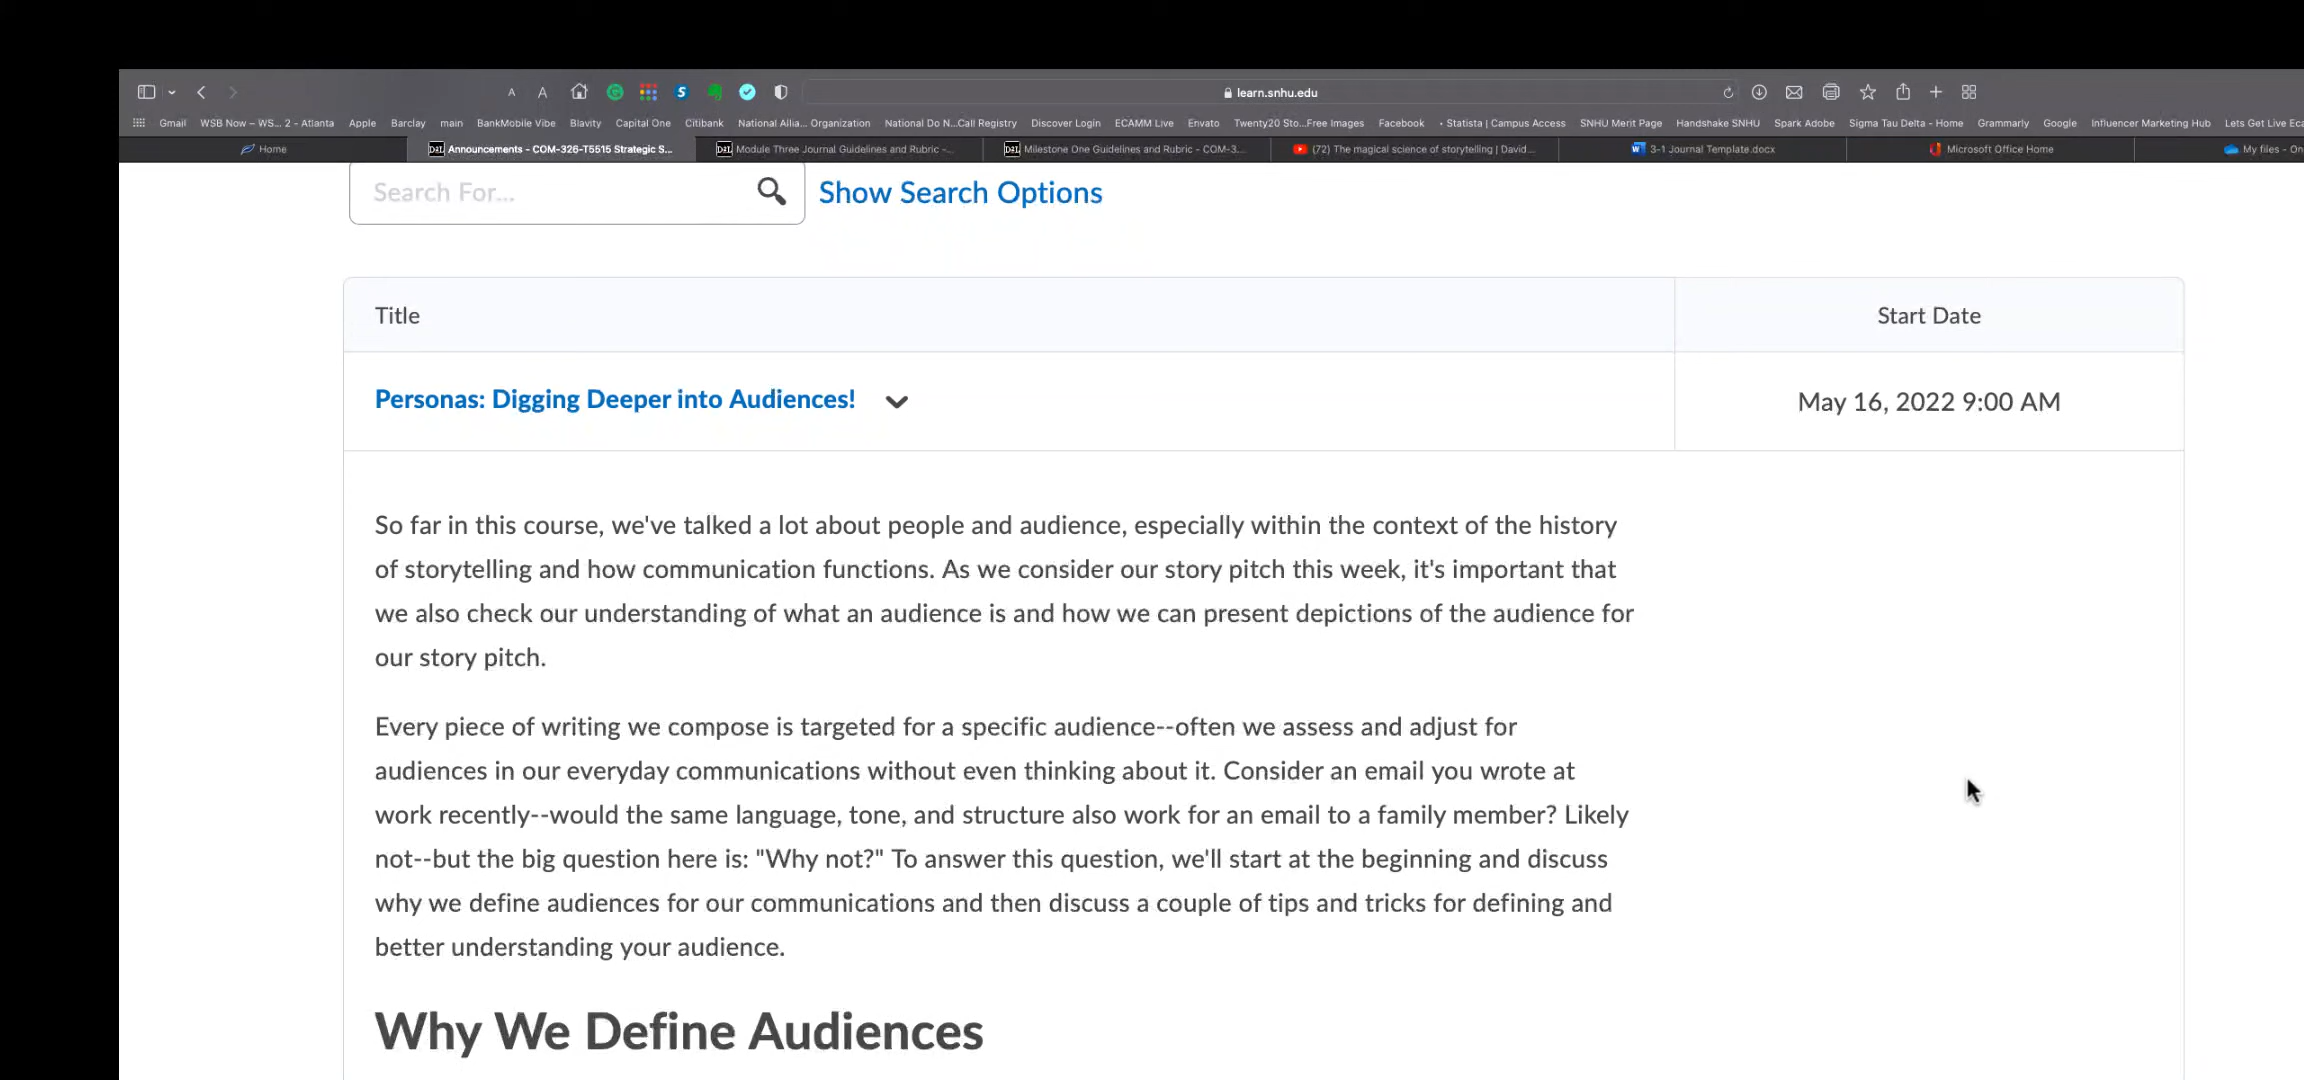 learn.snhu.edu
Gmail WSB Now – WS... 2 - Atlanta Apple Barclay main BankMobile Vibe Blavity Capital One Citibank National Allia... Organization National Do N...Call Registry Discover Login ECAMM Live Envato Twenty20 Sto...Free Images Facebook • Statista | Campus Access SNHU Merit Page Handshake SNHU Spark Adobe Sigma Tau Delta - Home Grammarly Google Influencer Marketing Hub Lets Get Live Eca
Home Announcements - COM-326-T5515 Strategic S... Module Three Journal Guidelines and Rubric -... Milestone One Guidelines and Rubric - COM-3... (72) The magical science of storytelling | David... 3-1 Journal Template.docx Microsoft Office Home My files - On
Search For... Show Search Options
Title Start Date
Personas: Digging Deeper into Audiences! May 16, 2022 9:00 AM
So far in this course, we've talked a lot about people and audience, especially within the context of the history
of storytelling and how communication functions. As we consider our story pitch this week, it's important that
we also check our understanding of what an audience is and how we can present depictions of the audience for
our story pitch.
Every piece of writing we compose is targeted for a specific audience--often we assess and adjust for
audiences in our everyday communications without even thinking about it. Consider an email you wrote at
work recently--would the same language, tone, and structure also work for an email to a family member? Likely
not--but the big question here is: "Why not?" To answer this question, we'll start at the beginning and discuss
why we define audiences for our communications and then discuss a couple of tips and tricks for defining and
better understanding your audience.
Why We Define Audiences